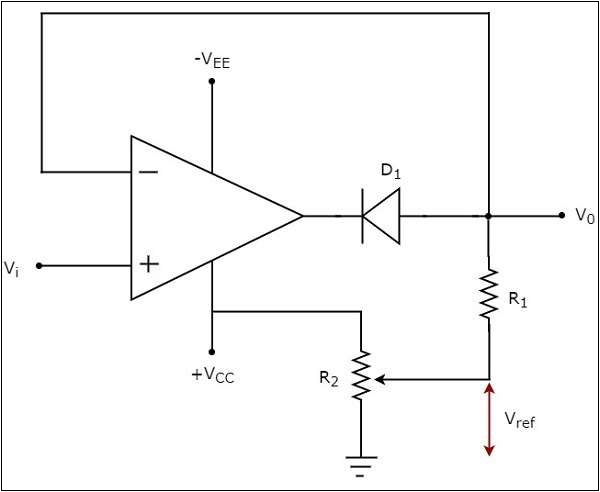 -VEE
D1
V0
Vi
R1
+VCC
R2
Vref